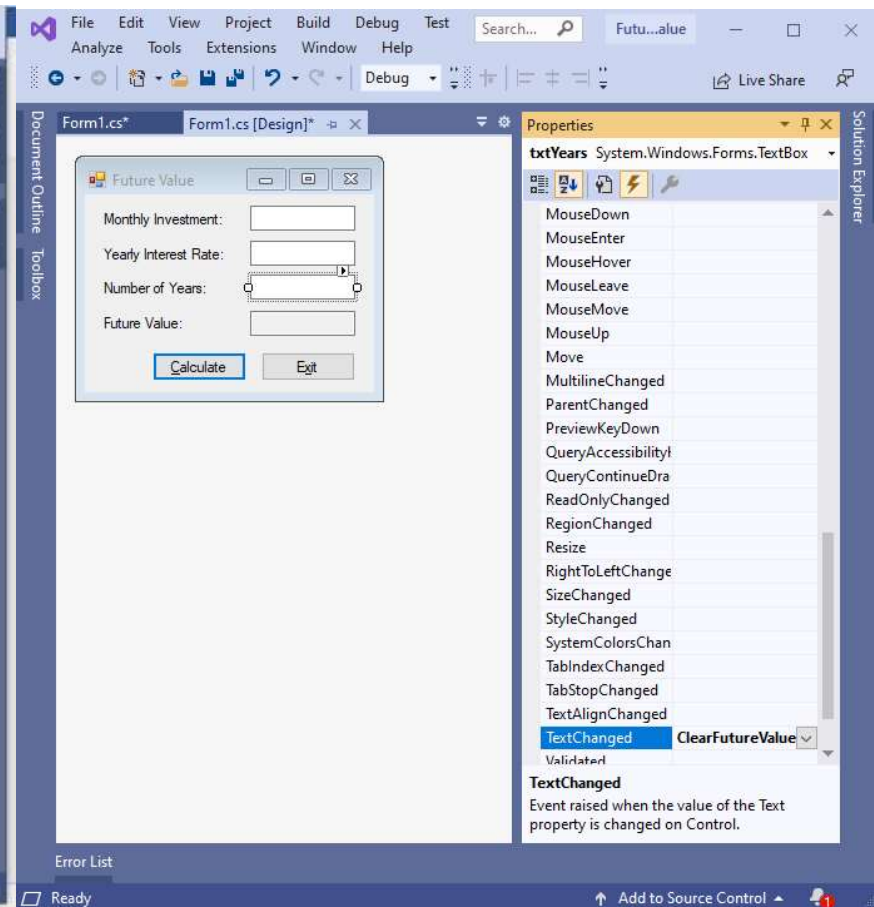 File Edit View Project Build Debug Test Search... Futu...alue
Analyze Tools Extensions Window Help
Debug Live Share
Document Outline
Toolbox
Form1.cs* Form1.cs [Design]*
Future Value
Monthly Investment:
Yearly Interest Rate:
Number of Years:
Future Value:
Calculate Exit
Properties
txtYears System.Windows.Forms.TextBox
MouseDown
MouseEnter
MouseHover
MouseLeave
MouseMove
MouseUp
Move
MultilineChanged
ParentChanged
PreviewKeyDown
QueryAccessibilityH
QueryContinueDra
ReadOnlyChanged
RegionChanged
Resize
RightToLeftChange
SizeChanged
StyleChanged
SystemColorsChan
TabIndexChanged
TabStopChanged
TextAlignChanged
TextChanged ClearFutureValue
Validated
TextChanged
Event raised when the value of the Text
property is changed on Control.
Solution Explorer
Error List
Ready Add to Source Control 1